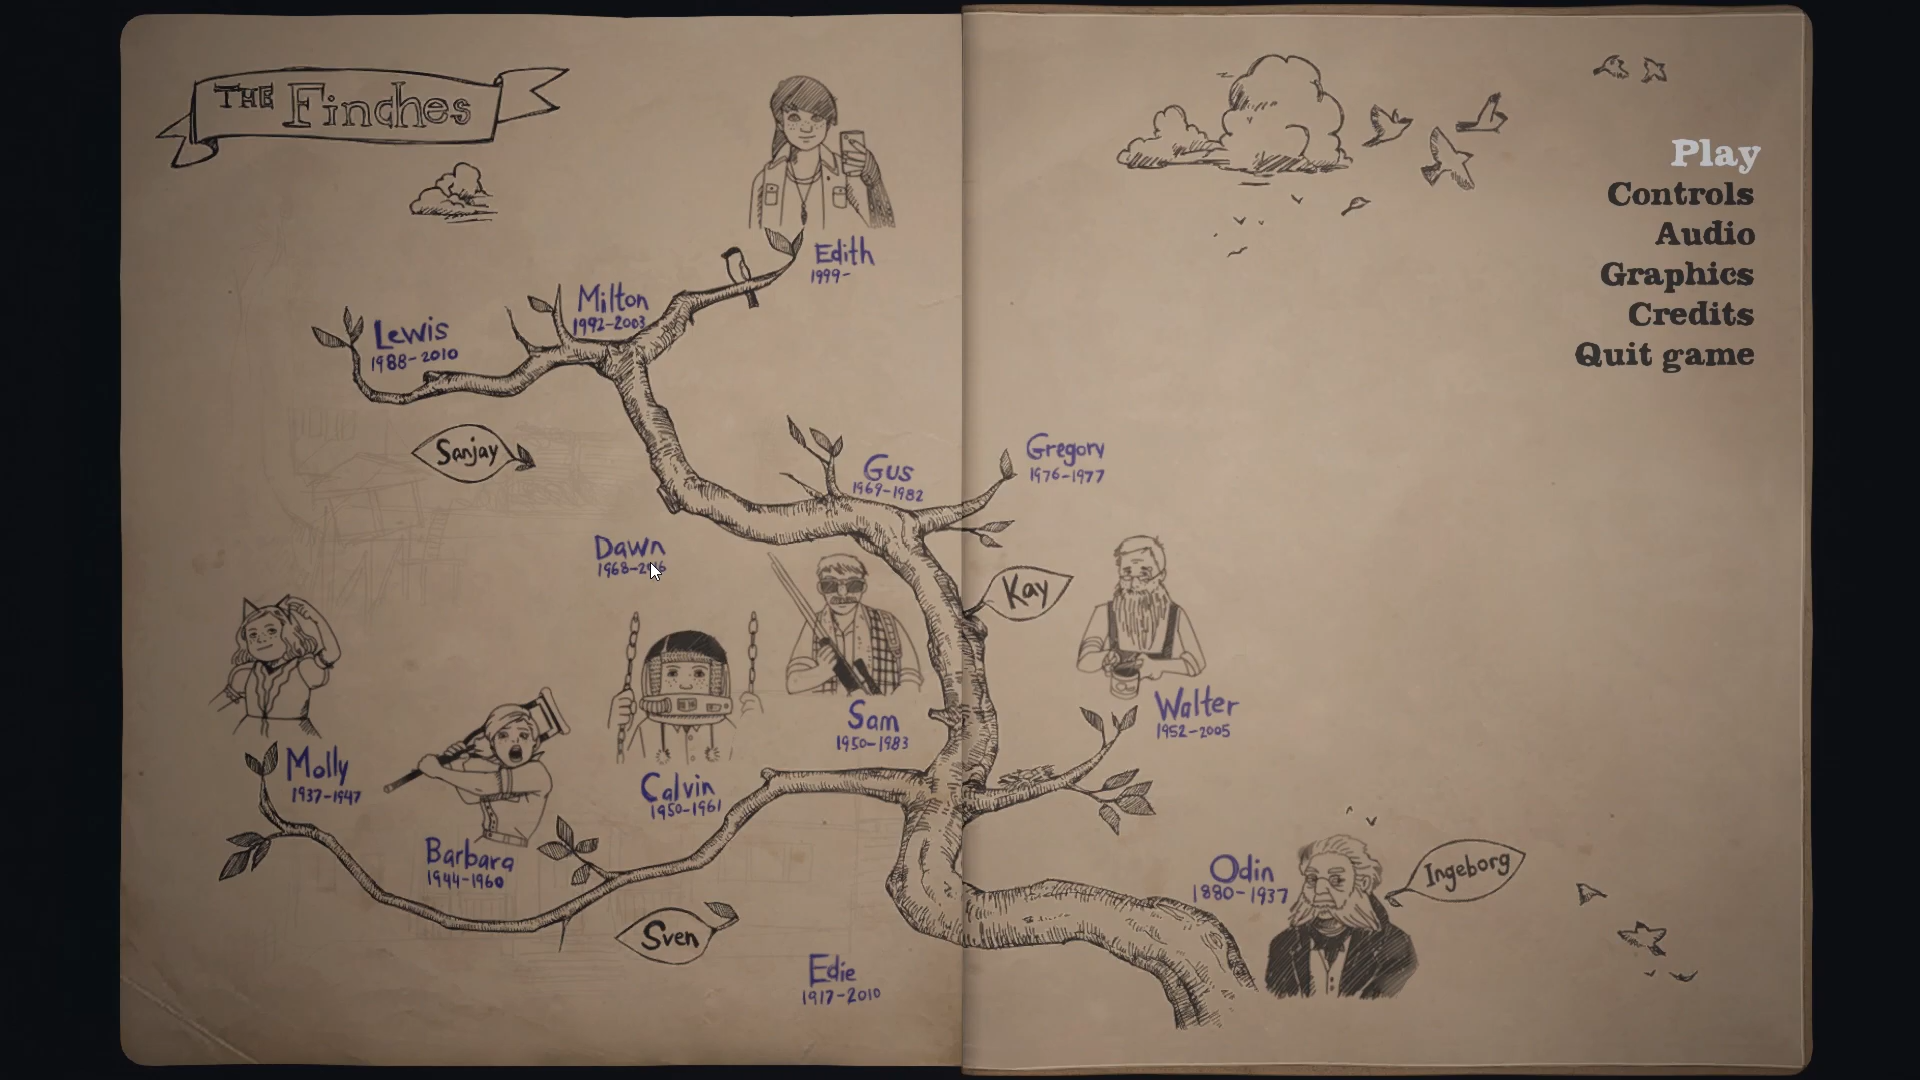 THE Finches
Edith
1999-
Milton
1992-2003
Lewis
1988-2010
Sanjay
Gus
1969-1982
Gregory
1976-1977
Dawn
Kay
Sam
1950-1983
Walter
1952-2005
Molly
1937-1947
Calvin
1950-1961
Barbara
1944-1960
Sven
Edie
1917-2010
Odin
1880-1937
Ingeborg
Play
Controls
Audio
Graphics
Credits
Quit game